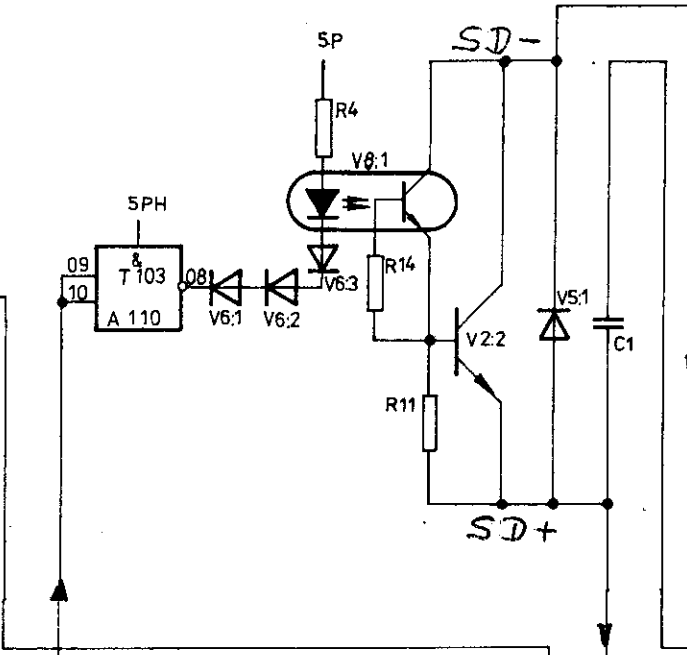 5P
SD-
R4
V8:1
5PH
&
T 103
09
10
08
A 110
V6:1
V6:2
V6:3
R14
V2:2
V5:1
C1
R11
SD+